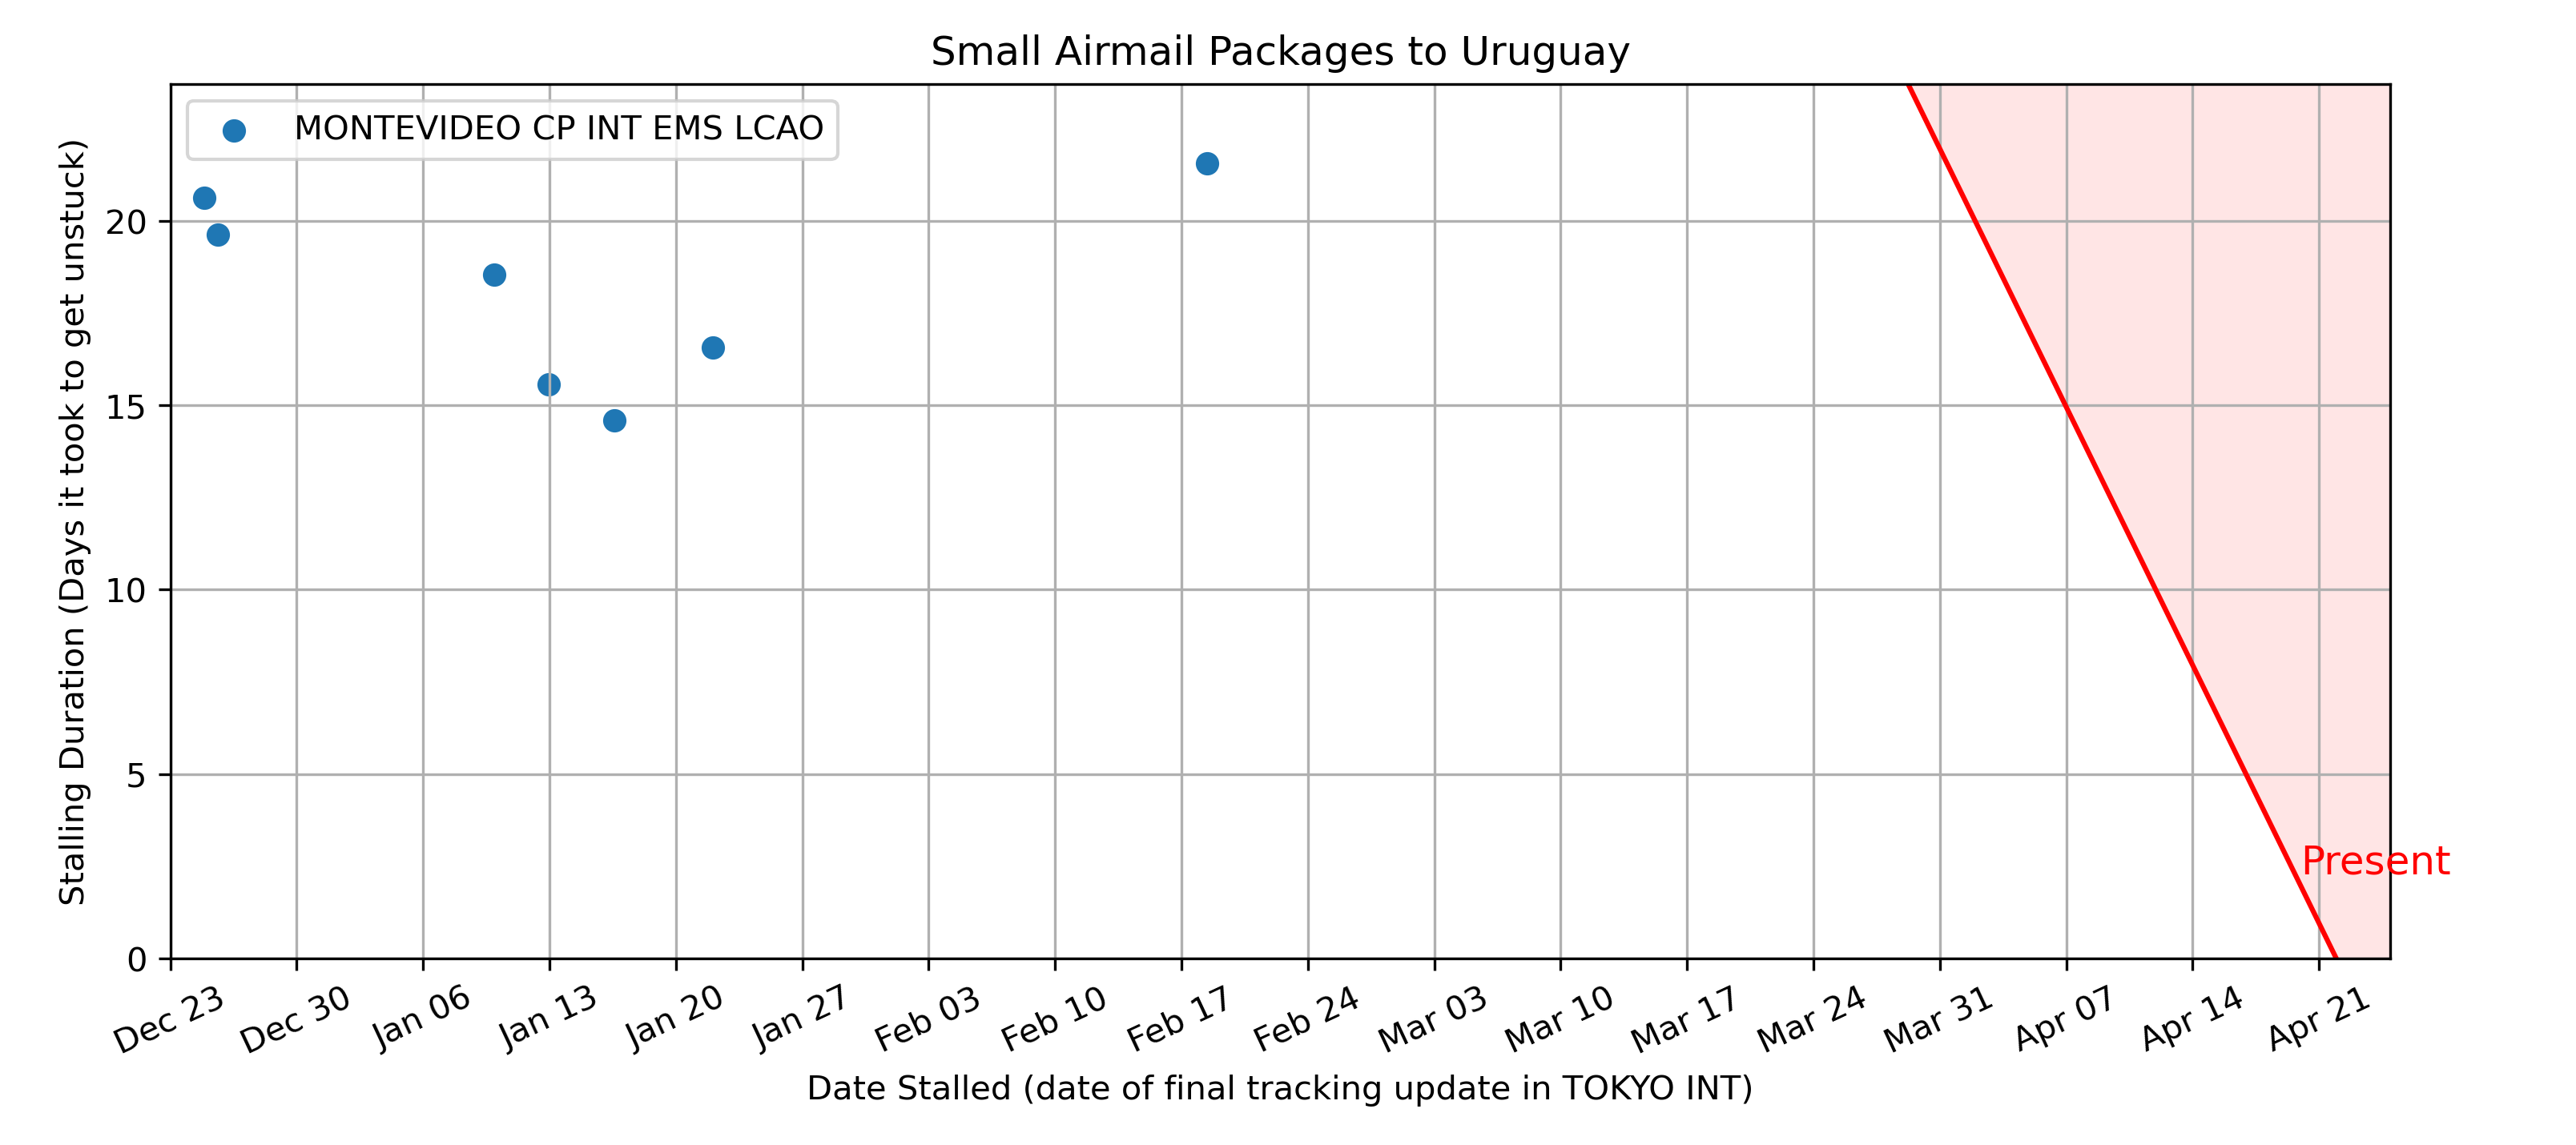 Small Airmail Packages to Uruguay
MONTEVIDEO CP INT EMS LCAO
Stalling Duration (Days it took to get unstuck)
20
15
10
5
0
Present
Dec 23
Dec 30
Jan 06
Jan 13
Jan 20
Jan 27
Feb 03
Feb 10
Feb 17
Feb 24
Mar 03
Mar 10
Mar 17
Mar 24
Mar 31
Apr 07
Apr 14
Apr 21
Date Stalled (date of final tracking update in TOKYO INT)